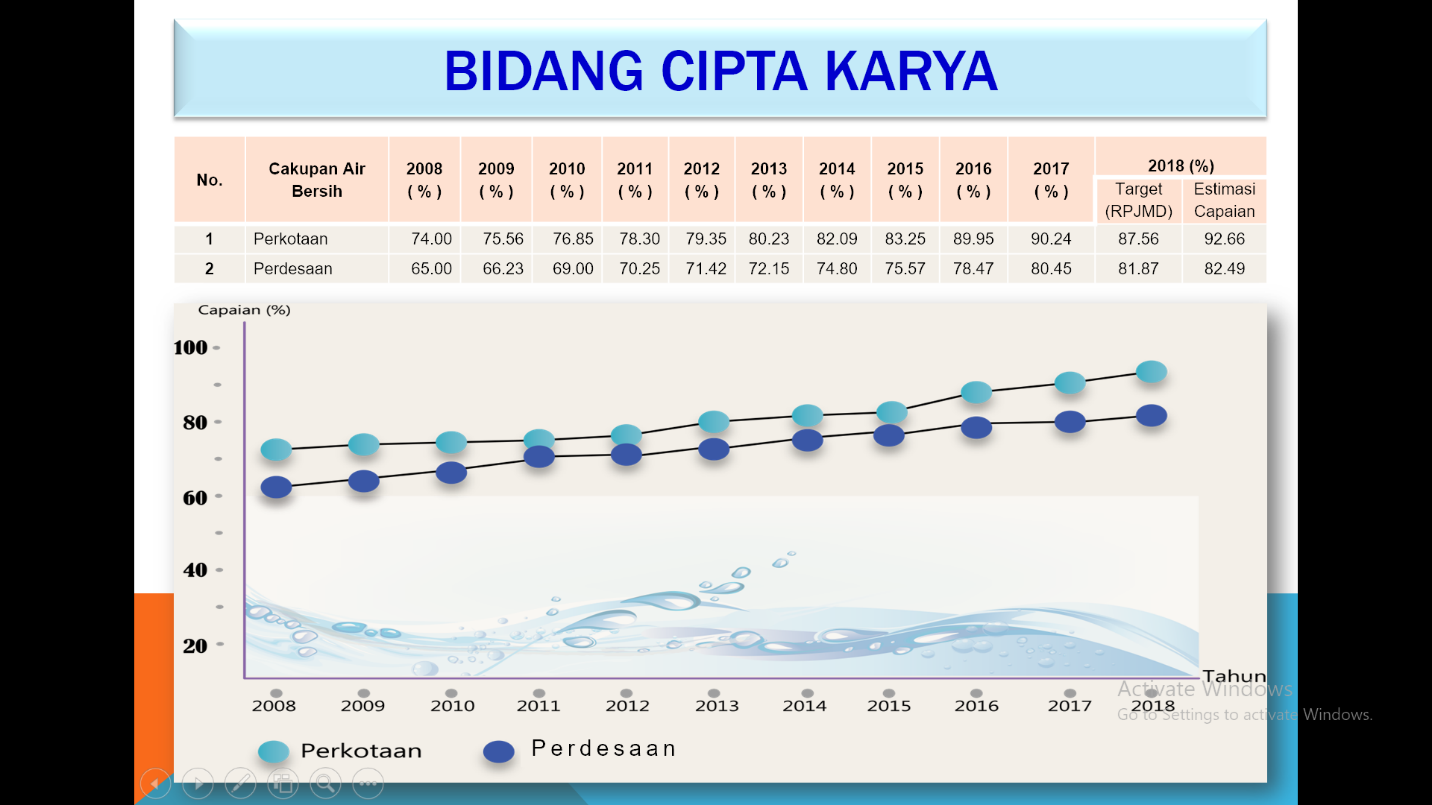 BIDANG CIPTA KARYA
No. Cakupan Air Bersih 2008 ( % ) 2009 ( % ) 2010 ( % ) 2011 ( % ) 2012 ( % ) 2013 ( % ) 2014 ( % ) 2015 ( % ) 2016 ( % ) 2017 ( % ) 2018 (%)
Target (RPJMD) Estimasi Capaian
1 Perkotaan 74.00 75.56 76.85 78.30 79.35 80.23 82.09 83.25 89.95 90.24 87.56 92.66
2 Perdesaan 65.00 66.23 69.00 70.25 71.42 72.15 74.80 75.57 78.47 80.45 81.87 82.49
Capaian (%)
100
80
60
40
20
Tahun
2008 2009 2010 2011 2012 2013 2014 2015 2016 2017 2018
Perkotaan Perdesaan
Activate Windows
Go to Settings to activate Windows.